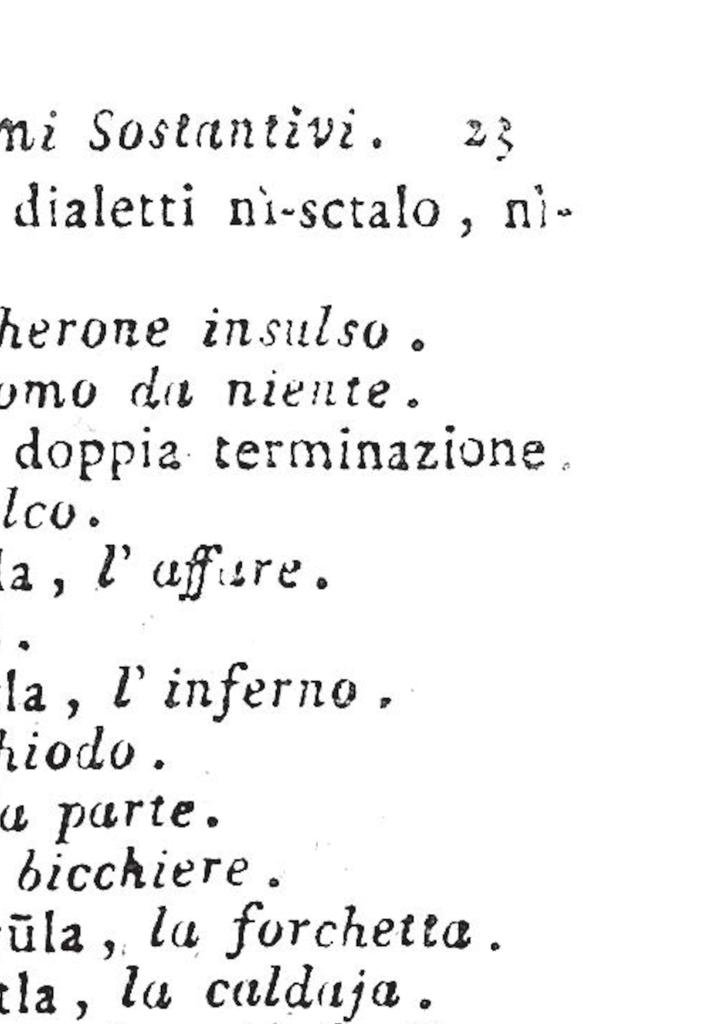 mi Sostantivi. 23
dialetti nì-sctalo, nì-
herone insulso.
omo da niente.
doppia terminazione.
lco.
la, l' affare.
.
la, l' inferno.
hiodo.
a parte.
bicchiere.
ūla, la forchetta.
tla, la caldaja.